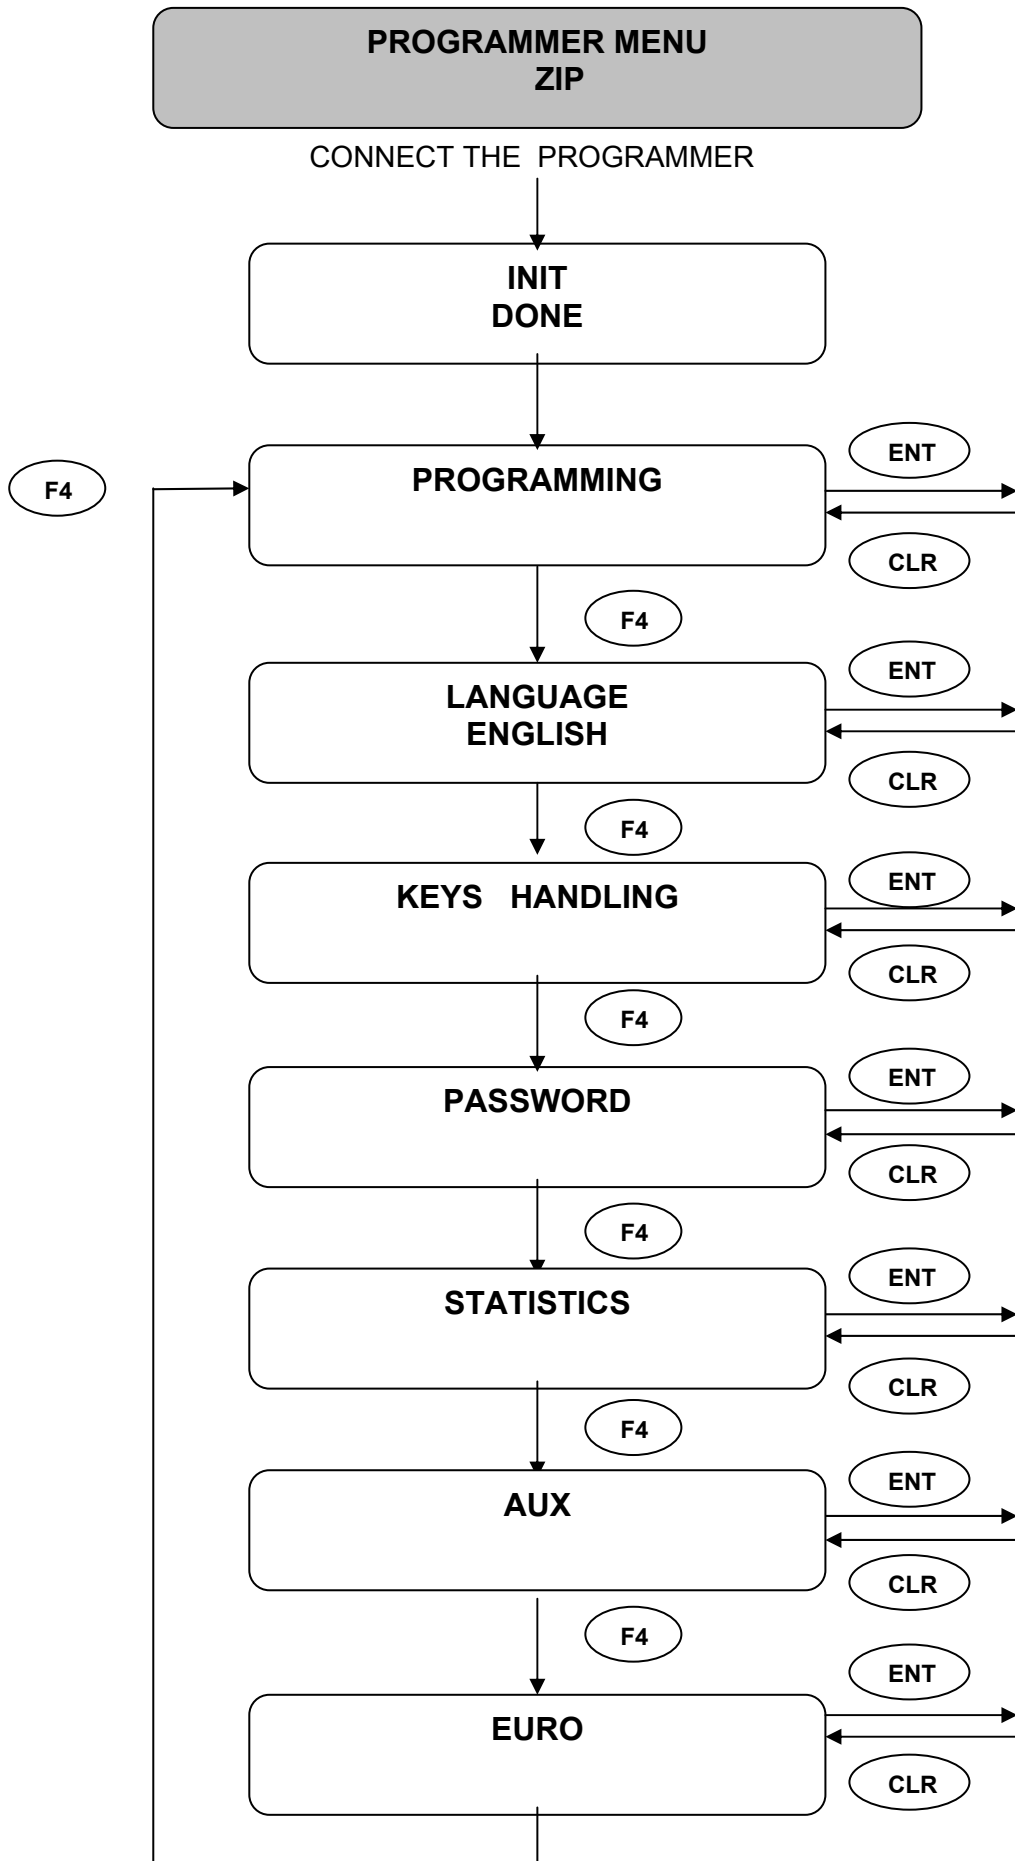 PROGRAMMER MENU
ZIP
CONNECT THE PROGRAMMER
INIT
DONE
ENT
F4
PROGRAMMING
CLR
F4
ENT
LANGUAGE
ENGLISH
CLR
F4
ENT
KEYS HANDLING
CLR
F4
ENT
PASSWORD
CLR
F4
ENT
STATISTICS
CLR
F4
ENT
AUX
CLR
F4
ENT
EURO
CLR